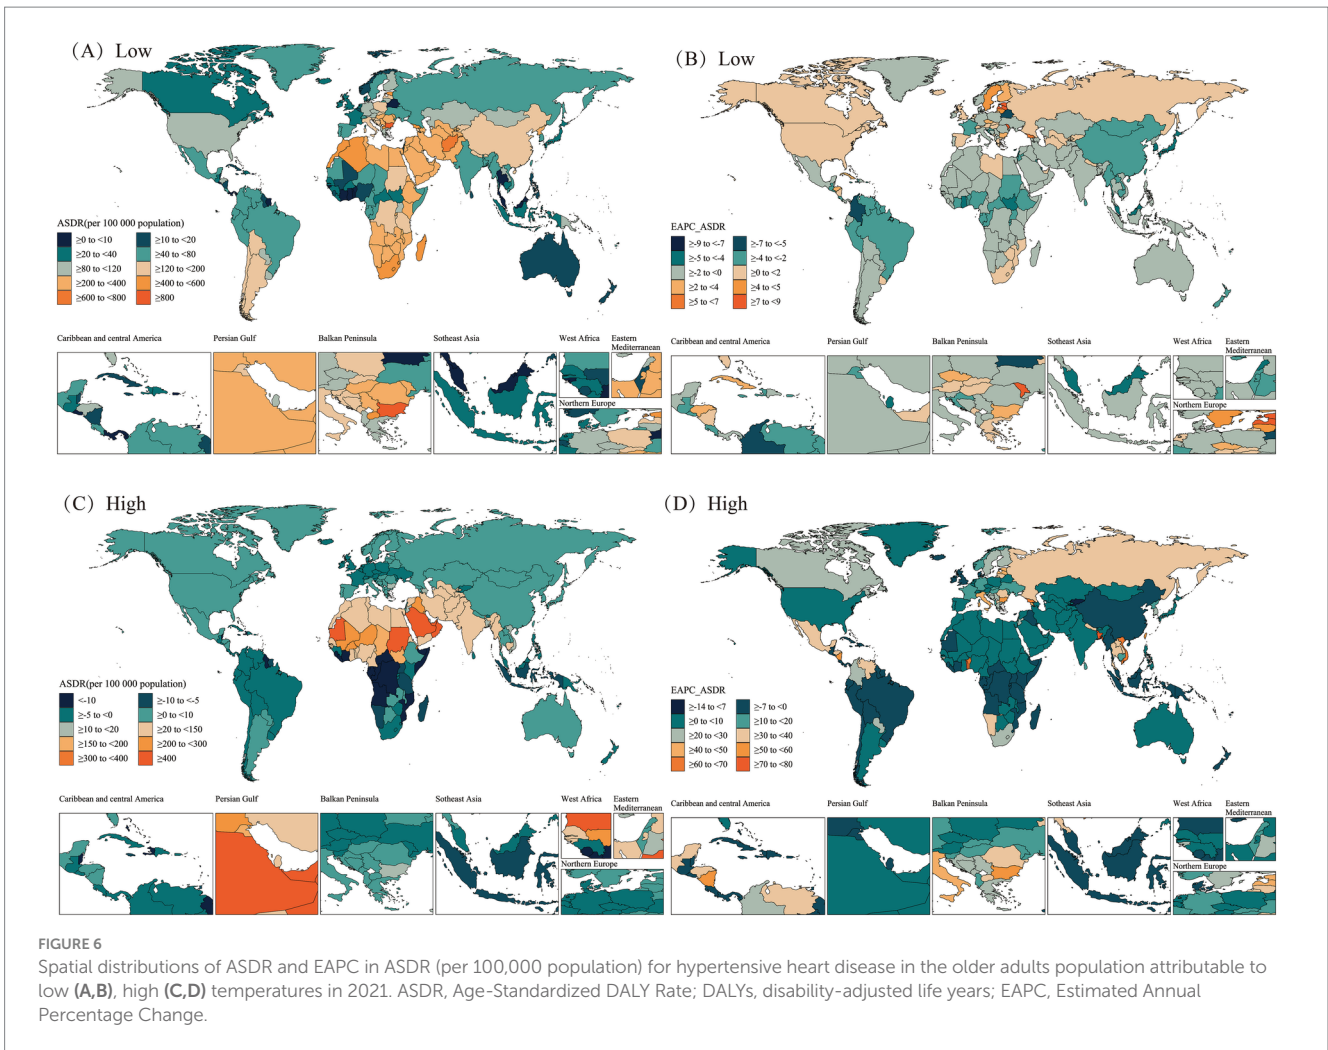 （A）Low
ASDR(per 100 000 population)
≥0 to <10
≥10 to <20
≥20 to <40
≥40 to <80
≥80 to <120
≥120 to <200
≥200 to <400
≥400 to <600
≥600 to <800
≥800
Caribbean and central America
Persian Gulf
Balkan Peninsula
Sotheast Asia
West Africa
Eastern
Mediterranean
Northern Europe
（B）Low
EAPC_ASDR
≥-9 to <-7
≥-7 to <-5
≥-5 to <-4
≥-4 to <-2
≥-2 to <0
≥0 to <2
≥2 to <4
≥4 to <5
≥5 to <7
≥7 to <9
Caribbean and central America
Persian Gulf
Balkan Peninsula
Sotheast Asia
West Africa
Eastern
Mediterranean
Northern Europe
（C）High
ASDR(per 100 000 population)
<-10
≥-10 to <-5
≥-5 to <0
≥0 to <10
≥10 to <20
≥20 to <150
≥150 to <200
≥200 to <300
≥300 to <400
≥400
Caribbean and central America
Persian Gulf
Balkan Peninsula
Sotheast Asia
West Africa
Eastern
Mediterranean
Northern Europe
（D）High
EAPC_ASDR
≥-14 to <7
≥-7 to <0
≥0 to <10
≥10 to <20
≥20 to <30
≥30 to <40
≥40 to <50
≥50 to <60
≥60 to <70
≥70 to <80
Caribbean and central America
Persian Gulf
Balkan Peninsula
Sotheast Asia
West Africa
Eastern
Mediterranean
Northern Europe
FIGURE 6
Spatial distributions of ASDR and EAPC in ASDR (per 100,000 population) for hypertensive heart disease in the older adults population attributable to
low (A,B), high (C,D) temperatures in 2021. ASDR, Age-Standardized DALY Rate; DALYs, disability-adjusted life years; EAPC, Estimated Annual
Percentage Change.